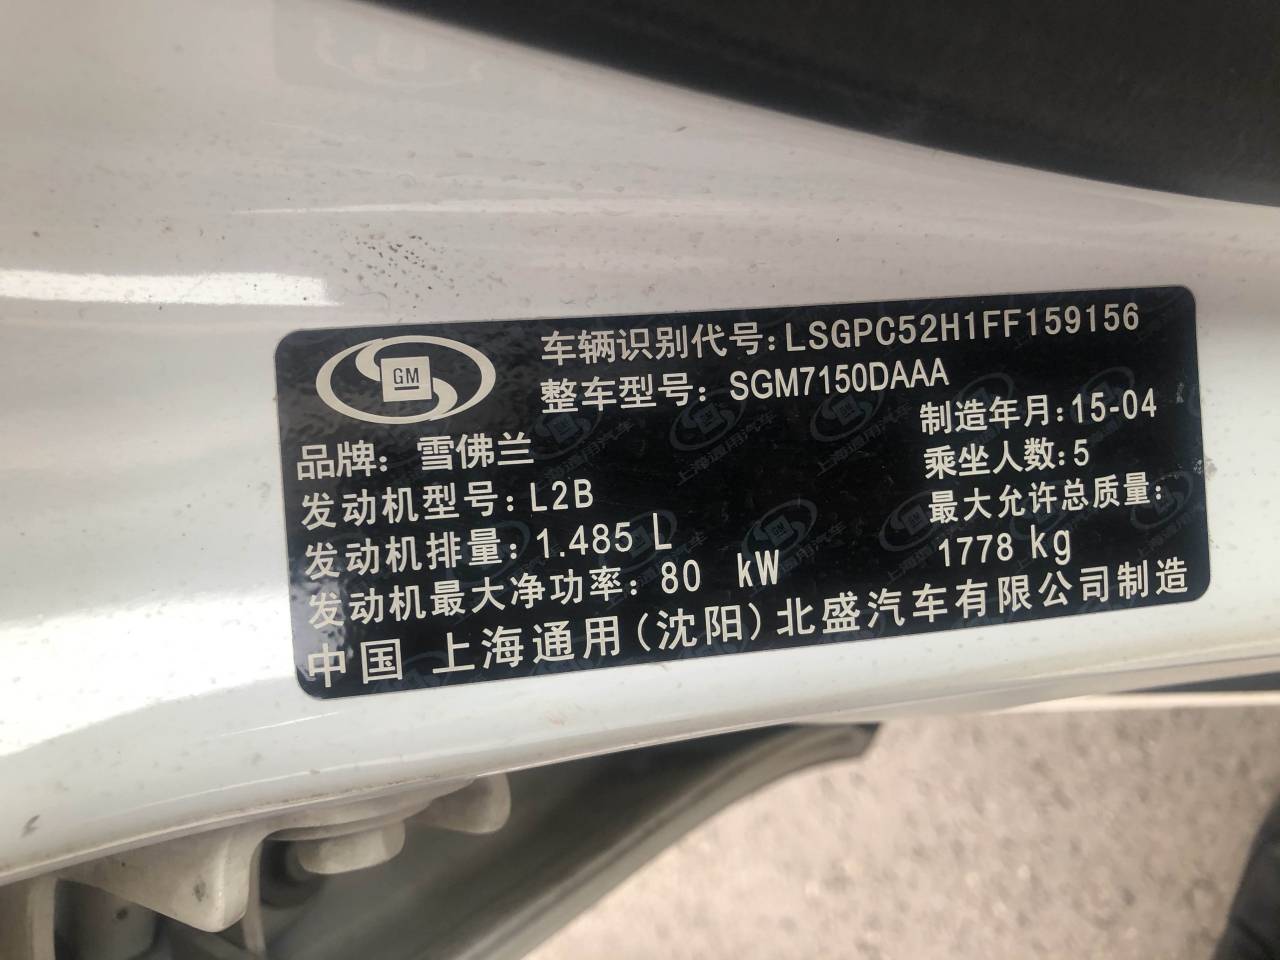 GM
车辆识别代号:LSGPC52H1FF159156
整车型号: SGM7150DAAA
制造年月:15-04
品牌: 雪佛兰
乘坐人数:5
发动机型号:L2B
最大允许总质量:
1778 kg
发动机排量:1.485 L
发动机最大净功率: 80 kW
中国 上海通用(沈阳)北盛汽车有限公司制造